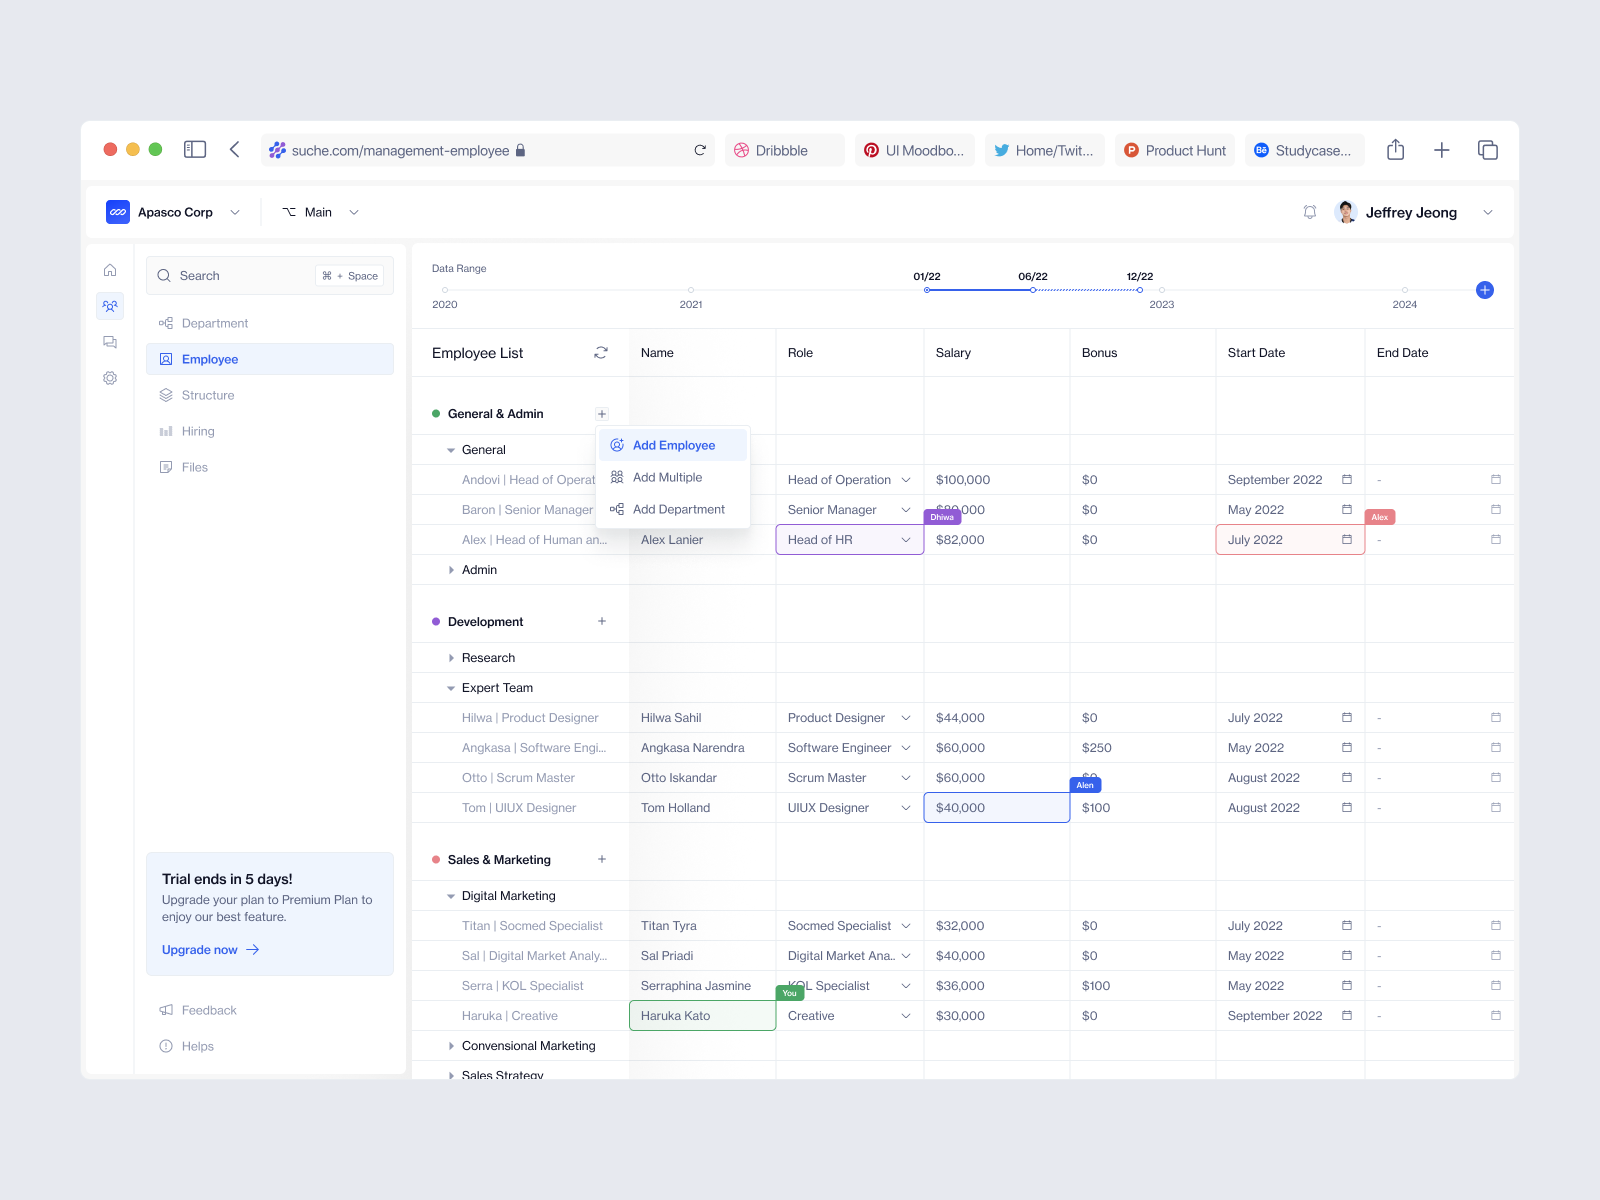 suche.com/management-employee
Dribbble
UI Moodbo...
Home/Twit...
Product Hunt
Bē
Studycase...
Apasco Corp
Main
Jeffrey Jeong
Search
⌘ + Space
Department
Employee
Structure
Hiring
Files
Trial ends in 5 days!
Upgrade your plan to Premium Plan to
enjoy our best feature.
Upgrade now
Feedback
Helps
Data Range
01/22 06/22 12/22
2020 2021 2023 2024
Employee List Name Role Salary Bonus Start Date End Date
General & Admin
Add Employee
Add Multiple
Add Department
General
Andovi | Head of Operat Head of Operation $100,000 $0 September 2022 -
Baron | Senior Manager Senior Manager $0 May 2022 -
Dhiwa
Alex
Alex | Head of Human an... Alex Lanier Head of HR $82,000 $0 July 2022 -
Admin
Development
Research
Expert Team
Hilwa | Product Designer Hilwa Sahil Product Designer $44,000 $0 July 2022 -
Angkasa | Software Engi... Angkasa Narendra Software Engineer $60,000 $250 May 2022 -
Otto | Scrum Master Otto Iskandar Scrum Master $60,000 $0 August 2022 -
Alen
Tom | UIUX Designer Tom Holland UIUX Designer $40,000 $100 August 2022 -
Sales & Marketing
Digital Marketing
Titan | Socmed Specialist Titan Tyra Socmed Specialist $32,000 $0 July 2022 -
Sal | Digital Market Analy... Sal Priadi Digital Market Ana.. $40,000 $0 May 2022 -
Serra | KOL Specialist Serraphina Jasmine KOL Specialist $36,000 $100 May 2022 -
You
Haruka | Creative Haruka Kato Creative $30,000 $0 September 2022 -
Convensional Marketing
Sales Strategy